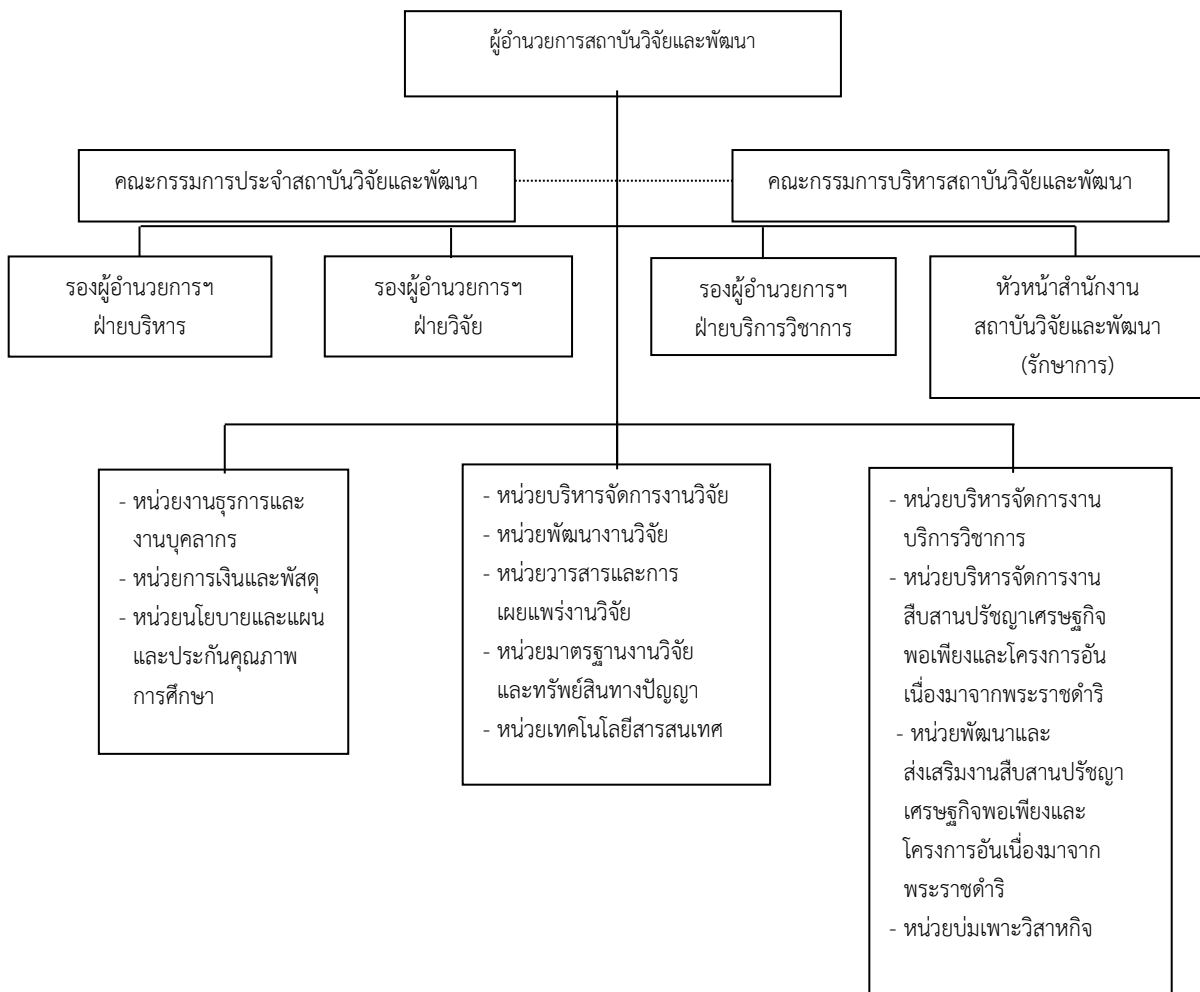 ผู้อำนวยการสถาบันวิจัยและพัฒนา
คณะกรรมการประจำสถาบันวิจัยและพัฒนา
คณะกรรมการบริหารสถาบันวิจัยและพัฒนา
รองผู้อำนวยการฯ
ฝ่ายบริหาร
รองผู้อำนวยการฯ
ฝ่ายวิจัย
รองผู้อำนวยการฯ
ฝ่ายบริการวิชาการ
หัวหน้าสำนักงาน
สถาบันวิจัยและพัฒนา
(รักษาการ)
- หน่วยงานธุรการและ
งานบุคลากร
- หน่วยการเงินและพัสดุ
- หน่วยนโยบายและแผน
และประกันคุณภาพ
การศึกษา
- หน่วยบริหารจัดการงานวิจัย
- หน่วยพัฒนางานวิจัย
- หน่วยวารสารและการ
เผยแพร่งานวิจัย
- หน่วยมาตรฐานงานวิจัย
และทรัพย์สินทางปัญญา
- หน่วยเทคโนโลยีสารสนเทศ
- หน่วยบริหารจัดการงาน
บริการวิชาการ
- หน่วยบริหารจัดการงาน
สืบสานปรัชญาเศรษฐกิจ
พอเพียงและโครงการอัน
เนื่องมาจากพระราชดำริ
- หน่วยพัฒนาและ
ส่งเสริมงานสืบสานปรัชญา
เศรษฐกิจพอเพียงและ
โครงการอันเนื่องมาจาก
พระราชดำริ
- หน่วยบ่มเพาะวิสาหกิจ